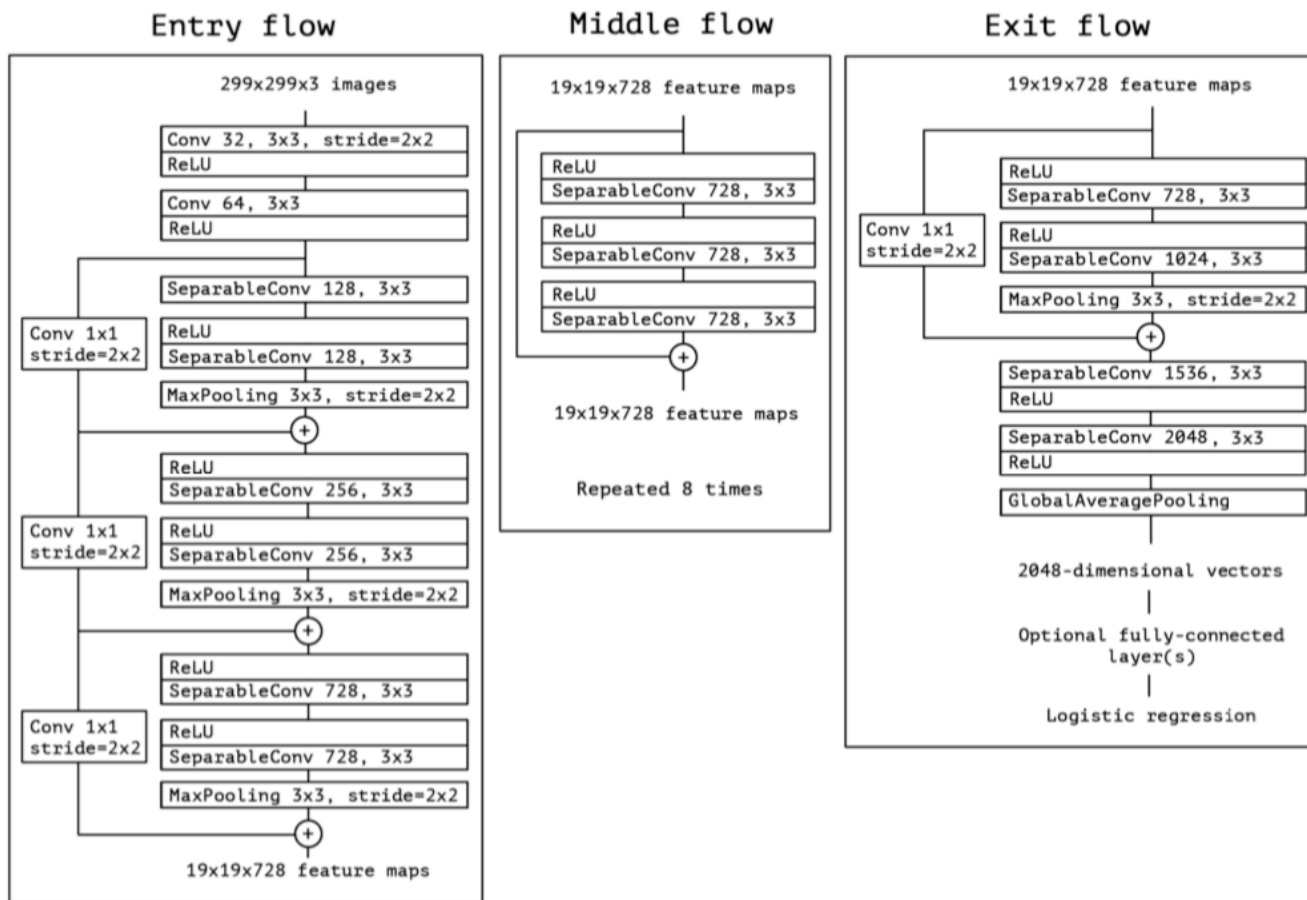 Entry flow
299x299x3 images
Conv 32, 3x3, stride=2x2
ReLU
Conv 64, 3x3
ReLU
SeparableConv 128, 3x3
Conv 1x1
stride=2x2
ReLU
SeparableConv 128, 3x3
MaxPooling 3x3, stride=2x2
+
ReLU
SeparableConv 256, 3x3
Conv 1x1
stride=2x2
ReLU
SeparableConv 256, 3x3
MaxPooling 3x3, stride=2x2
+
ReLU
SeparableConv 728, 3x3
Conv 1x1
stride=2x2
ReLU
SeparableConv 728, 3x3
MaxPooling 3x3, stride=2x2
+
19x19x728 feature maps
Middle flow
19x19x728 feature maps
ReLU
SeparableConv 728, 3x3
ReLU
SeparableConv 728, 3x3
ReLU
SeparableConv 728, 3x3
+
19x19x728 feature maps
Repeated 8 times
Exit flow
19x19x728 feature maps
ReLU
SeparableConv 728, 3x3
Conv 1x1
stride=2x2
ReLU
SeparableConv 1024, 3x3
MaxPooling 3x3, stride=2x2
+
SeparableConv 1536, 3x3
ReLU
SeparableConv 2048, 3x3
ReLU
GlobalAveragePooling
2048-dimensional vectors
Optional fully-connected
layer(s)
Logistic regression